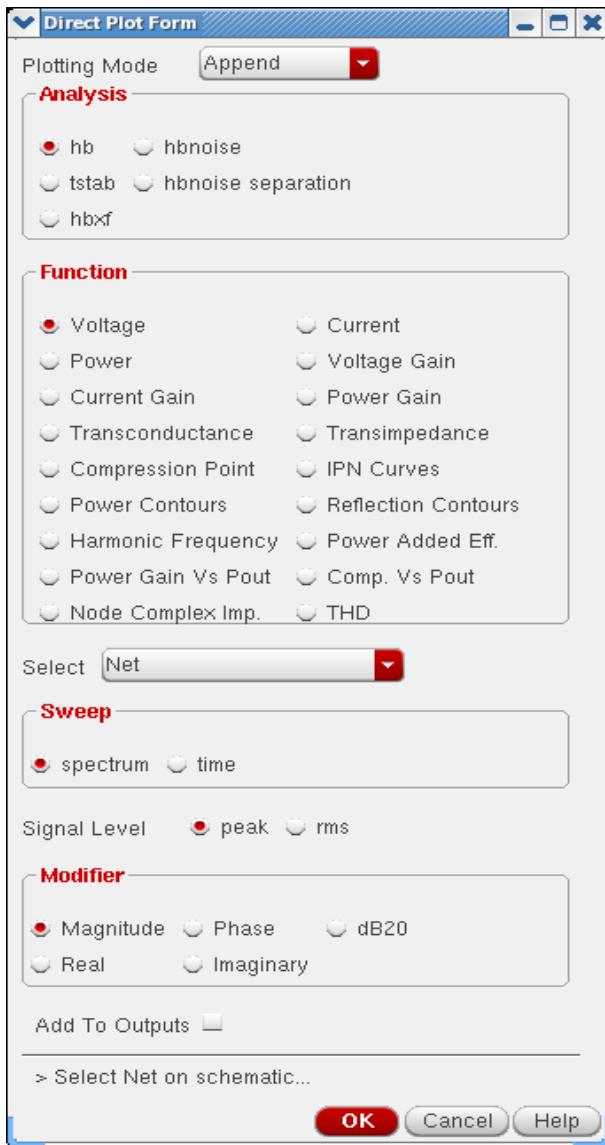 Direct Plot Form
Plotting Mode Append
Analysis
hb hbnoise
tstab hbnoise separation
hbxf
Function
Voltage Current
Power Voltage Gain
Current Gain Power Gain
Transconductance Transimpedance
Compression Point IPN Curves
Power Contours Reflection Contours
Harmonic Frequency Power Added Eff.
Power Gain Vs Pout Comp. Vs Pout
Node Complex Imp. THD
Select Net
Sweep
spectrum time
Signal Level peak rms
Modifier
Magnitude Phase dB20
Real Imaginary
Add To Outputs
> Select Net on schematic...
OK Cancel Help